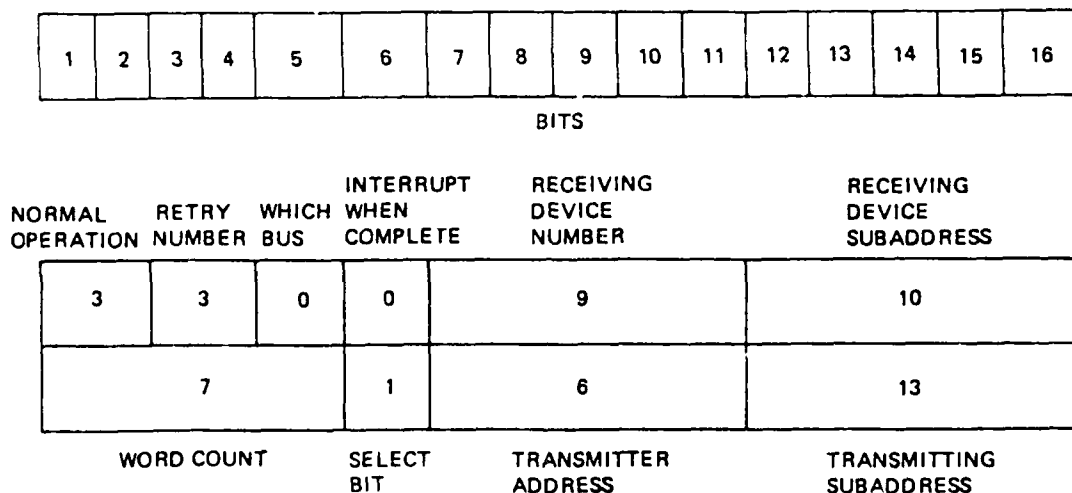 1 2 3 4 5 6 7 8 9 10 11 12 13 14 15 16
BITS
NORMAL OPERATION
RETRY NUMBER
WHICH BUS
INTERRUPT WHEN COMPLETE
RECEIVING DEVICE NUMBER
RECEIVING DEVICE SUBADDRESS
3 3 0 0 9 10
7 1 6 13
WORD COUNT
SELECT BIT
TRANSMITTER ADDRESS
TRANSMITTING SUBADDRESS